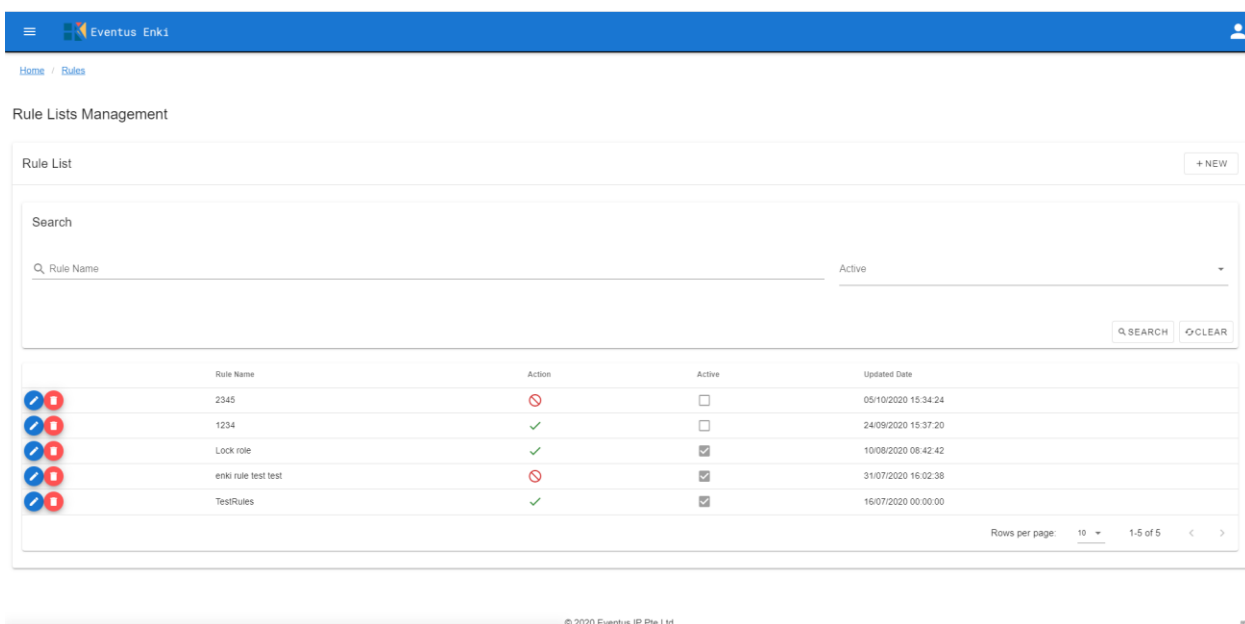 Eventus Enki
Home / Rules
Rule Lists Management
Rule List
+ NEW
Search
Rule Name
Active
SEARCH CLEAR
Rule Name Action Active Updated Date
2345 05/10/2020 15:34:24
1234 24/09/2020 15:37:20
Lock role 10/08/2020 08:42:42
enki rule test test 31/07/2020 16:02:38
TestRules 16/07/2020 00:00:00
Rows per page: 10 1-5 of 5
© 2020 Eventus IP Pte Ltd